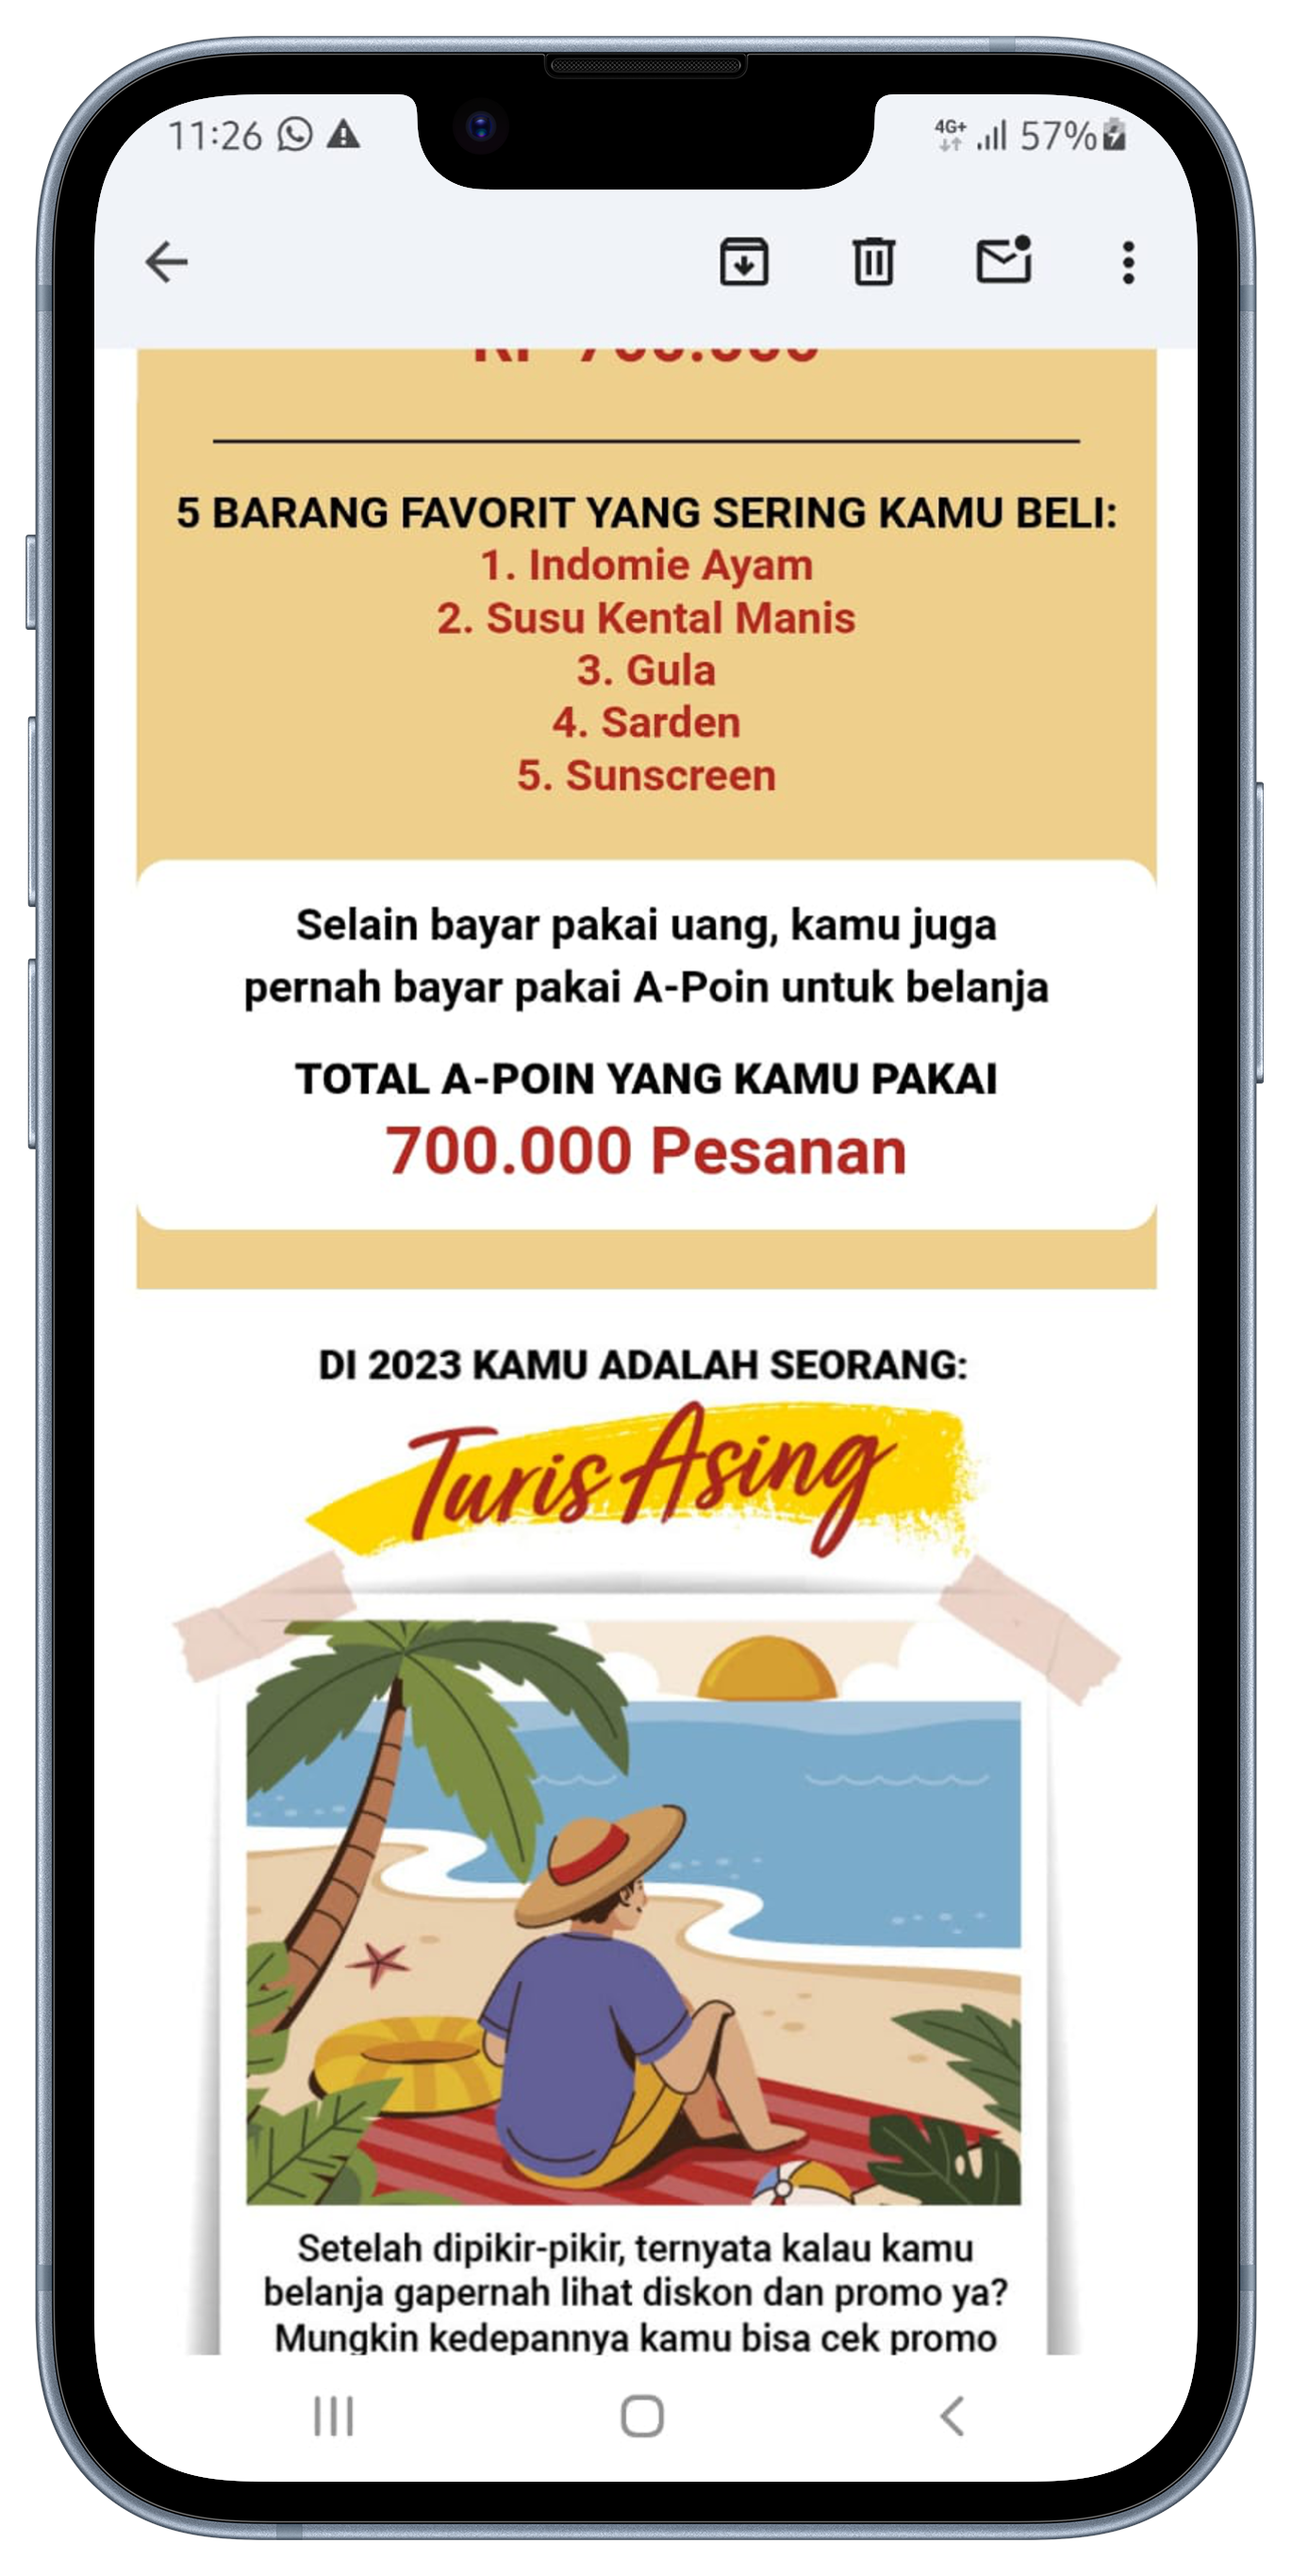 11:26
4G+ 57%
5 BARANG FAVORIT YANG SERING KAMU BELI:
1. Indomie Ayam
2. Susu Kental Manis
3. Gula
4. Sarden
5. Sunscreen
Selain bayar pakai uang, kamu juga
pernah bayar pakai A-Poin untuk belanja
TOTAL A-POIN YANG KAMU PAKAI
700.000 Pesanan
DI 2023 KAMU ADALAH SEORANG:
Turis Asing
Setelah dipikir-pikir, ternyata kalau kamu
belanja gapernah lihat diskon dan promo ya?
Mungkin kedepannya kamu bisa cek promo